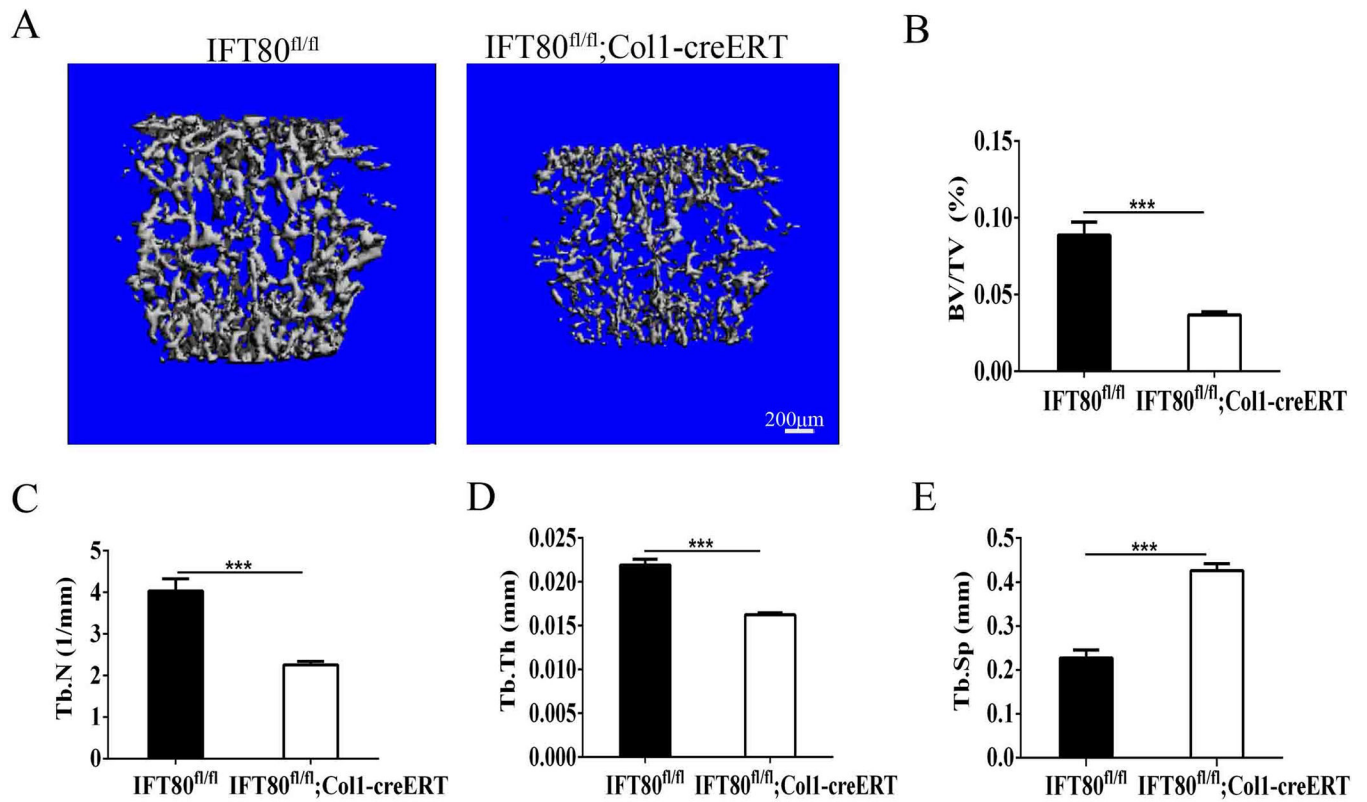 A
IFT80fl/fl
IFT80fl/fl;Col1-creERT
200μm
B
BV/TV (%)
0.15
0.10
0.05
0.00
***
IFT80fl/fl
IFT80fl/fl;Col1-creERT
C
Tb.N (1/mm)
5
4
3
2
1
0
***
IFT80fl/fl
IFT80fl/fl;Col1-creERT
D
Tb.Th (mm)
0.025
0.020
0.015
0.010
0.005
0.000
***
IFT80fl/fl
IFT80fl/fl;Col1-creERT
E
Tb.Sp (mm)
0.5
0.4
0.3
0.2
0.1
0.0
***
IFT80fl/fl
IFT80fl/fl;Col1-creERT